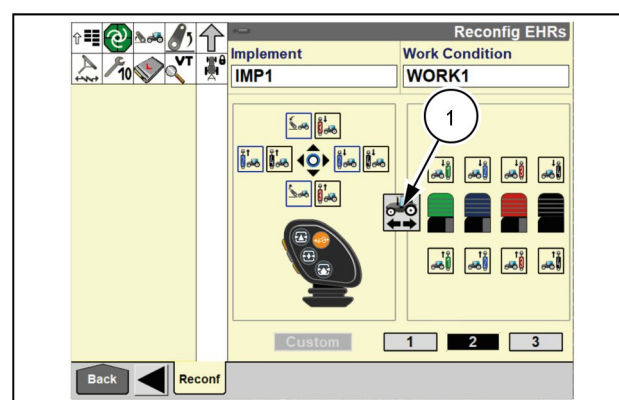 Reconfig EHRs
VT
10
L
Implement
Work Condition
IMP1
WORK1
1
Custom
1
2
3
Back
Reconf